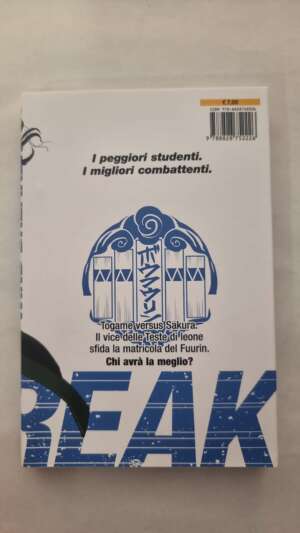 € 7,00
I peggiori studenti.
I migliori combattenti.
ボウフウリン
Togame versus Sakura.
Il vice delle Teste di leone
sfida la matricola del Fuurin.
Chi avrà la meglio?
BREAK